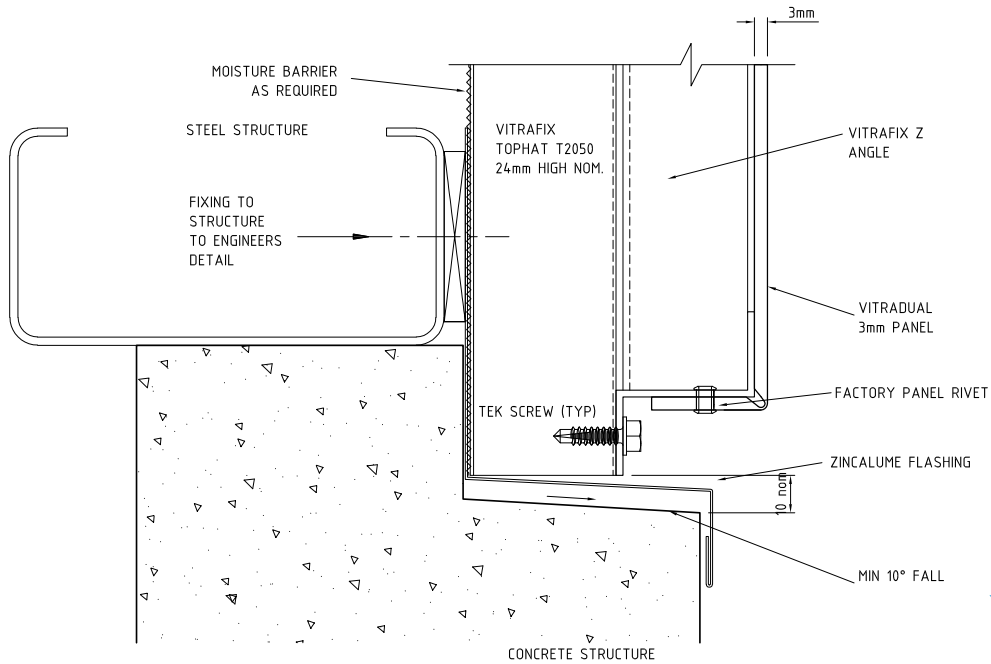 3mm
MOISTURE BARRIER
AS REQUIRED
STEEL STRUCTURE
VITRAFIX
TOPHAT T2050
24mm HIGH NOM.
VITRAFIX Z
ANGLE
FIXING TO
STRUCTURE
TO ENGINEERS
DETAIL
VITRADUAL
3mm PANEL
FACTORY PANEL RIVET
TEK SCREW (TYP)
ZINCALUME FLASHING
10 nom
MIN 10° FALL
CONCRETE STRUCTURE